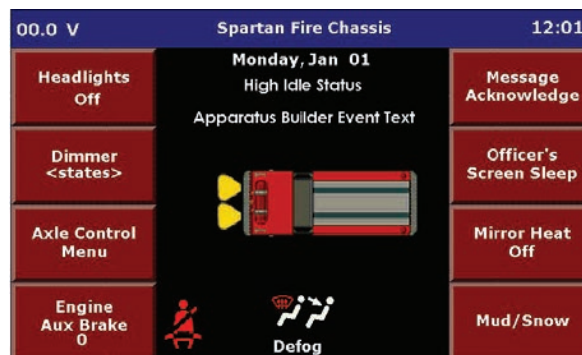 00.0 V
Spartan Fire Chassis
12:01
Monday, Jan 01
High Idle Status
Apparatus Builder Event Text
Headlights
Off
Dimmer
<states>
Axle Control
Menu
Engine
Aux Brake
0
Message
Acknowledge
Officer's
Screen Sleep
Mirror Heat
Off
Mud/Snow
Defog